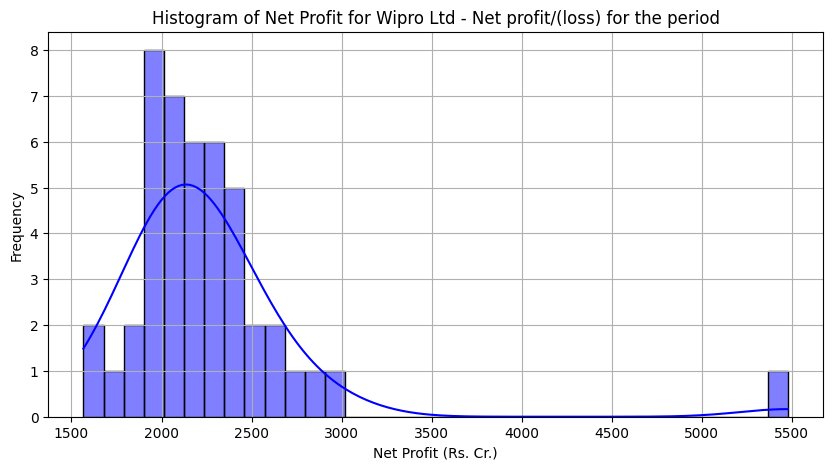 Histogram of Net Profit for Wipro Ltd - Net profit/(loss) for the period
8
7
6
5
4
3
2
1
0
Frequency
1500 2000 2500 3000 3500 4000 4500 5000 5500
Net Profit (Rs. Cr.)